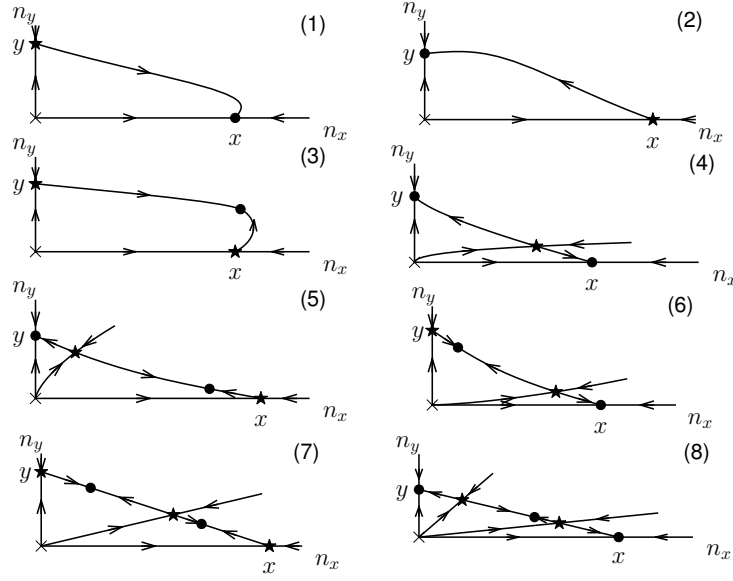 n_y (1)
y
x n_x
(2)
n_y
y
x n_x
n_y (3)
y
x n_x
n_y (4)
y
x n_x
n_y (5)
y
x n_x
n_y (6)
y
x n_x
n_y (7)
y
x n_x
n_y (8)
y
x n_x